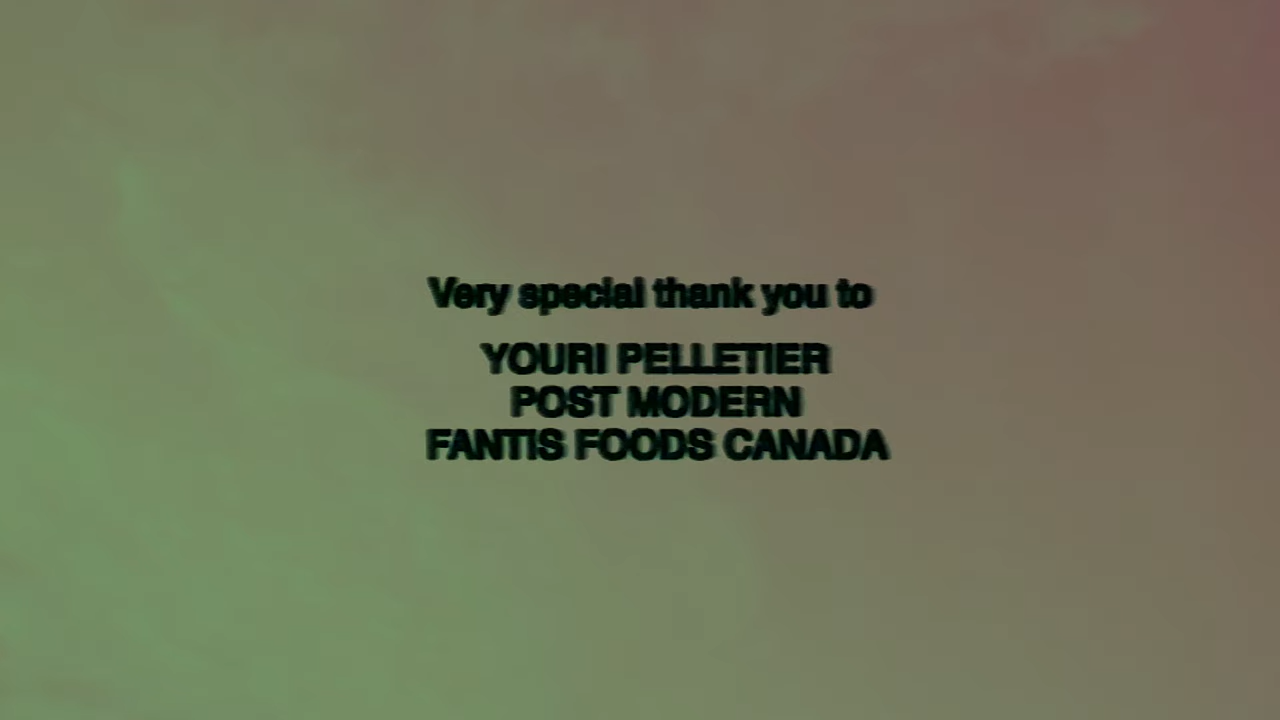 Very special thank you to
YOURI PELLETIER
POST MODERN
FANTIS FOODS CANADA